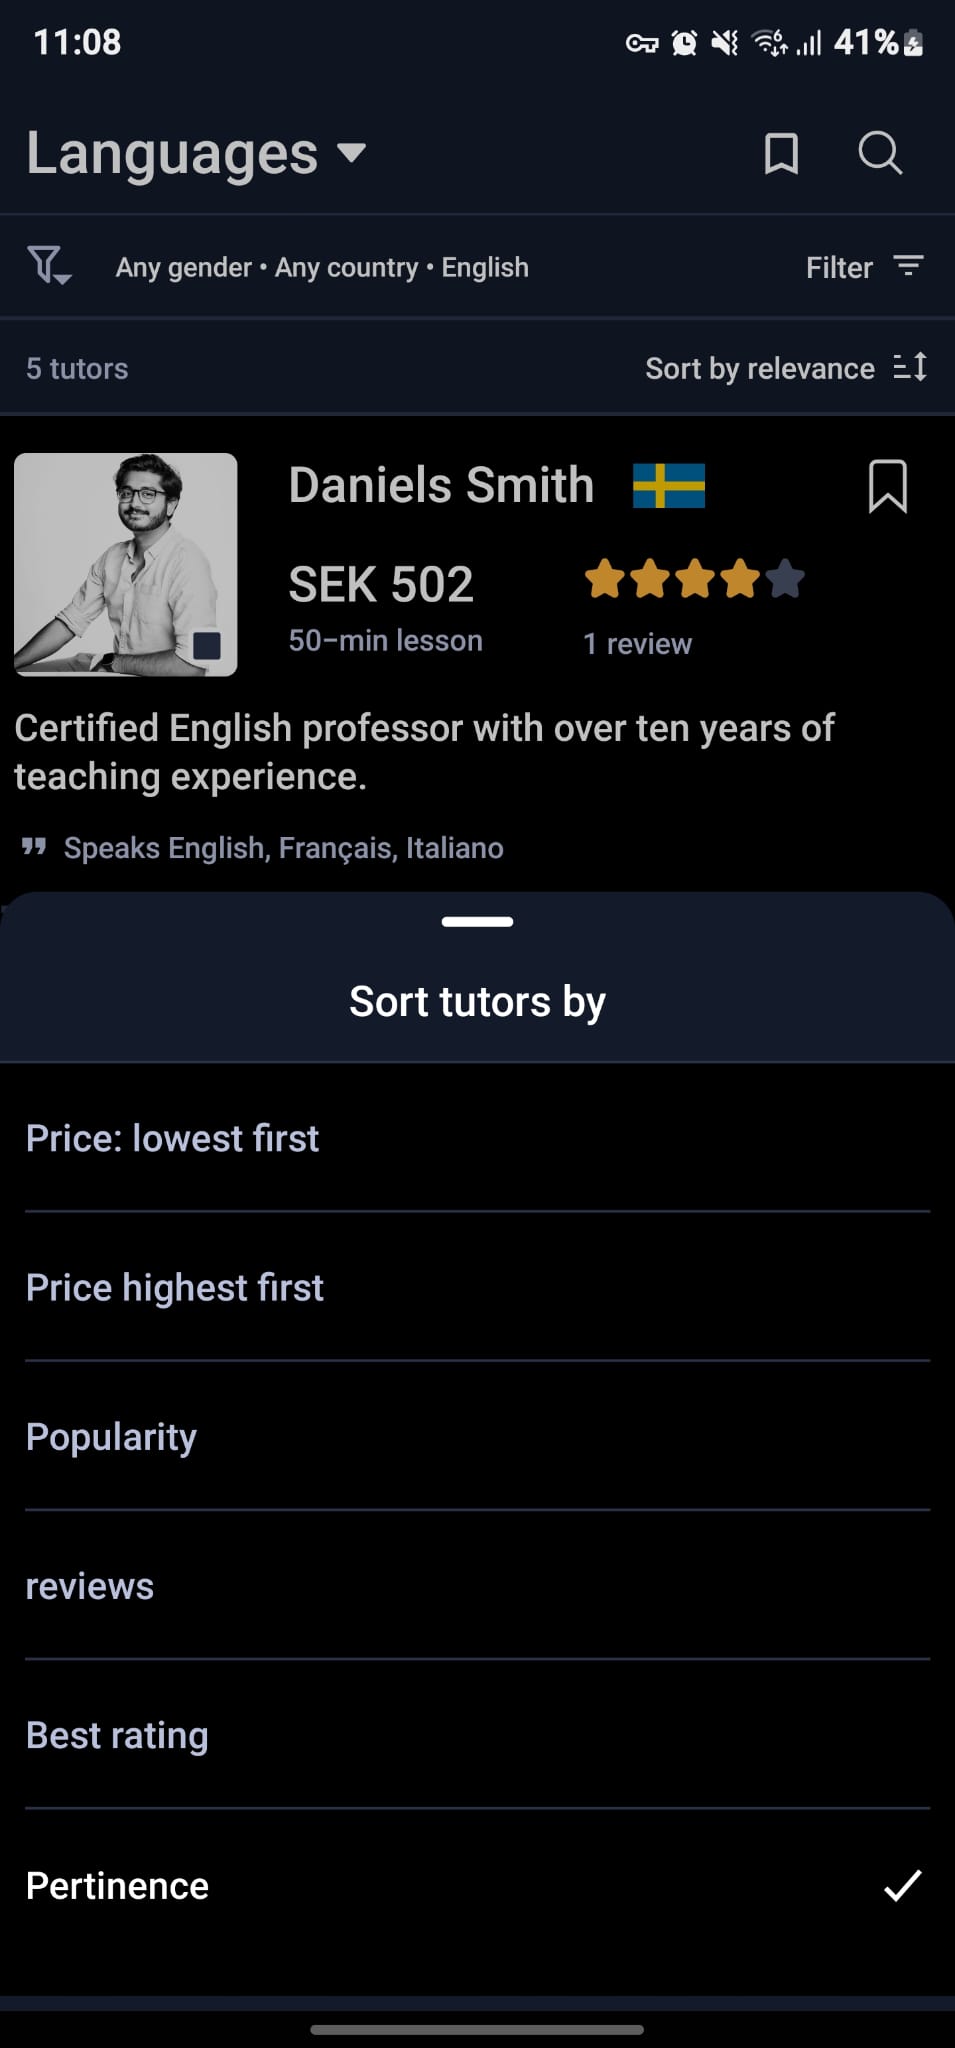 11:08
41%
Languages
Any gender • Any country • English
Filter
5 tutors
Sort by relevance
Daniels Smith
SEK 502
50-min lesson
1 review
Certified English professor with over ten years of
teaching experience.
Speaks English, Français, Italiano
Sort tutors by
Price: lowest first
Price highest first
Popularity
reviews
Best rating
Pertinence